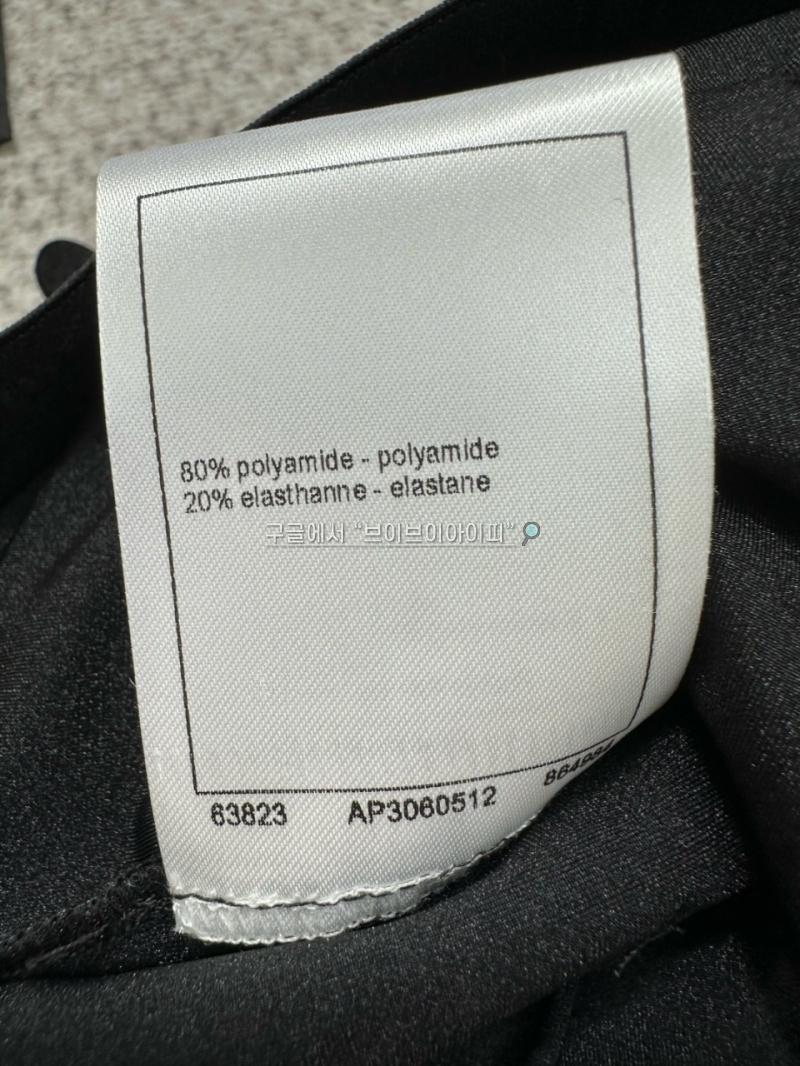 80% polyamide - polyamide
20% elasthanne - elastane
구글에서 “브이브이아이피”
63823 AP3060512